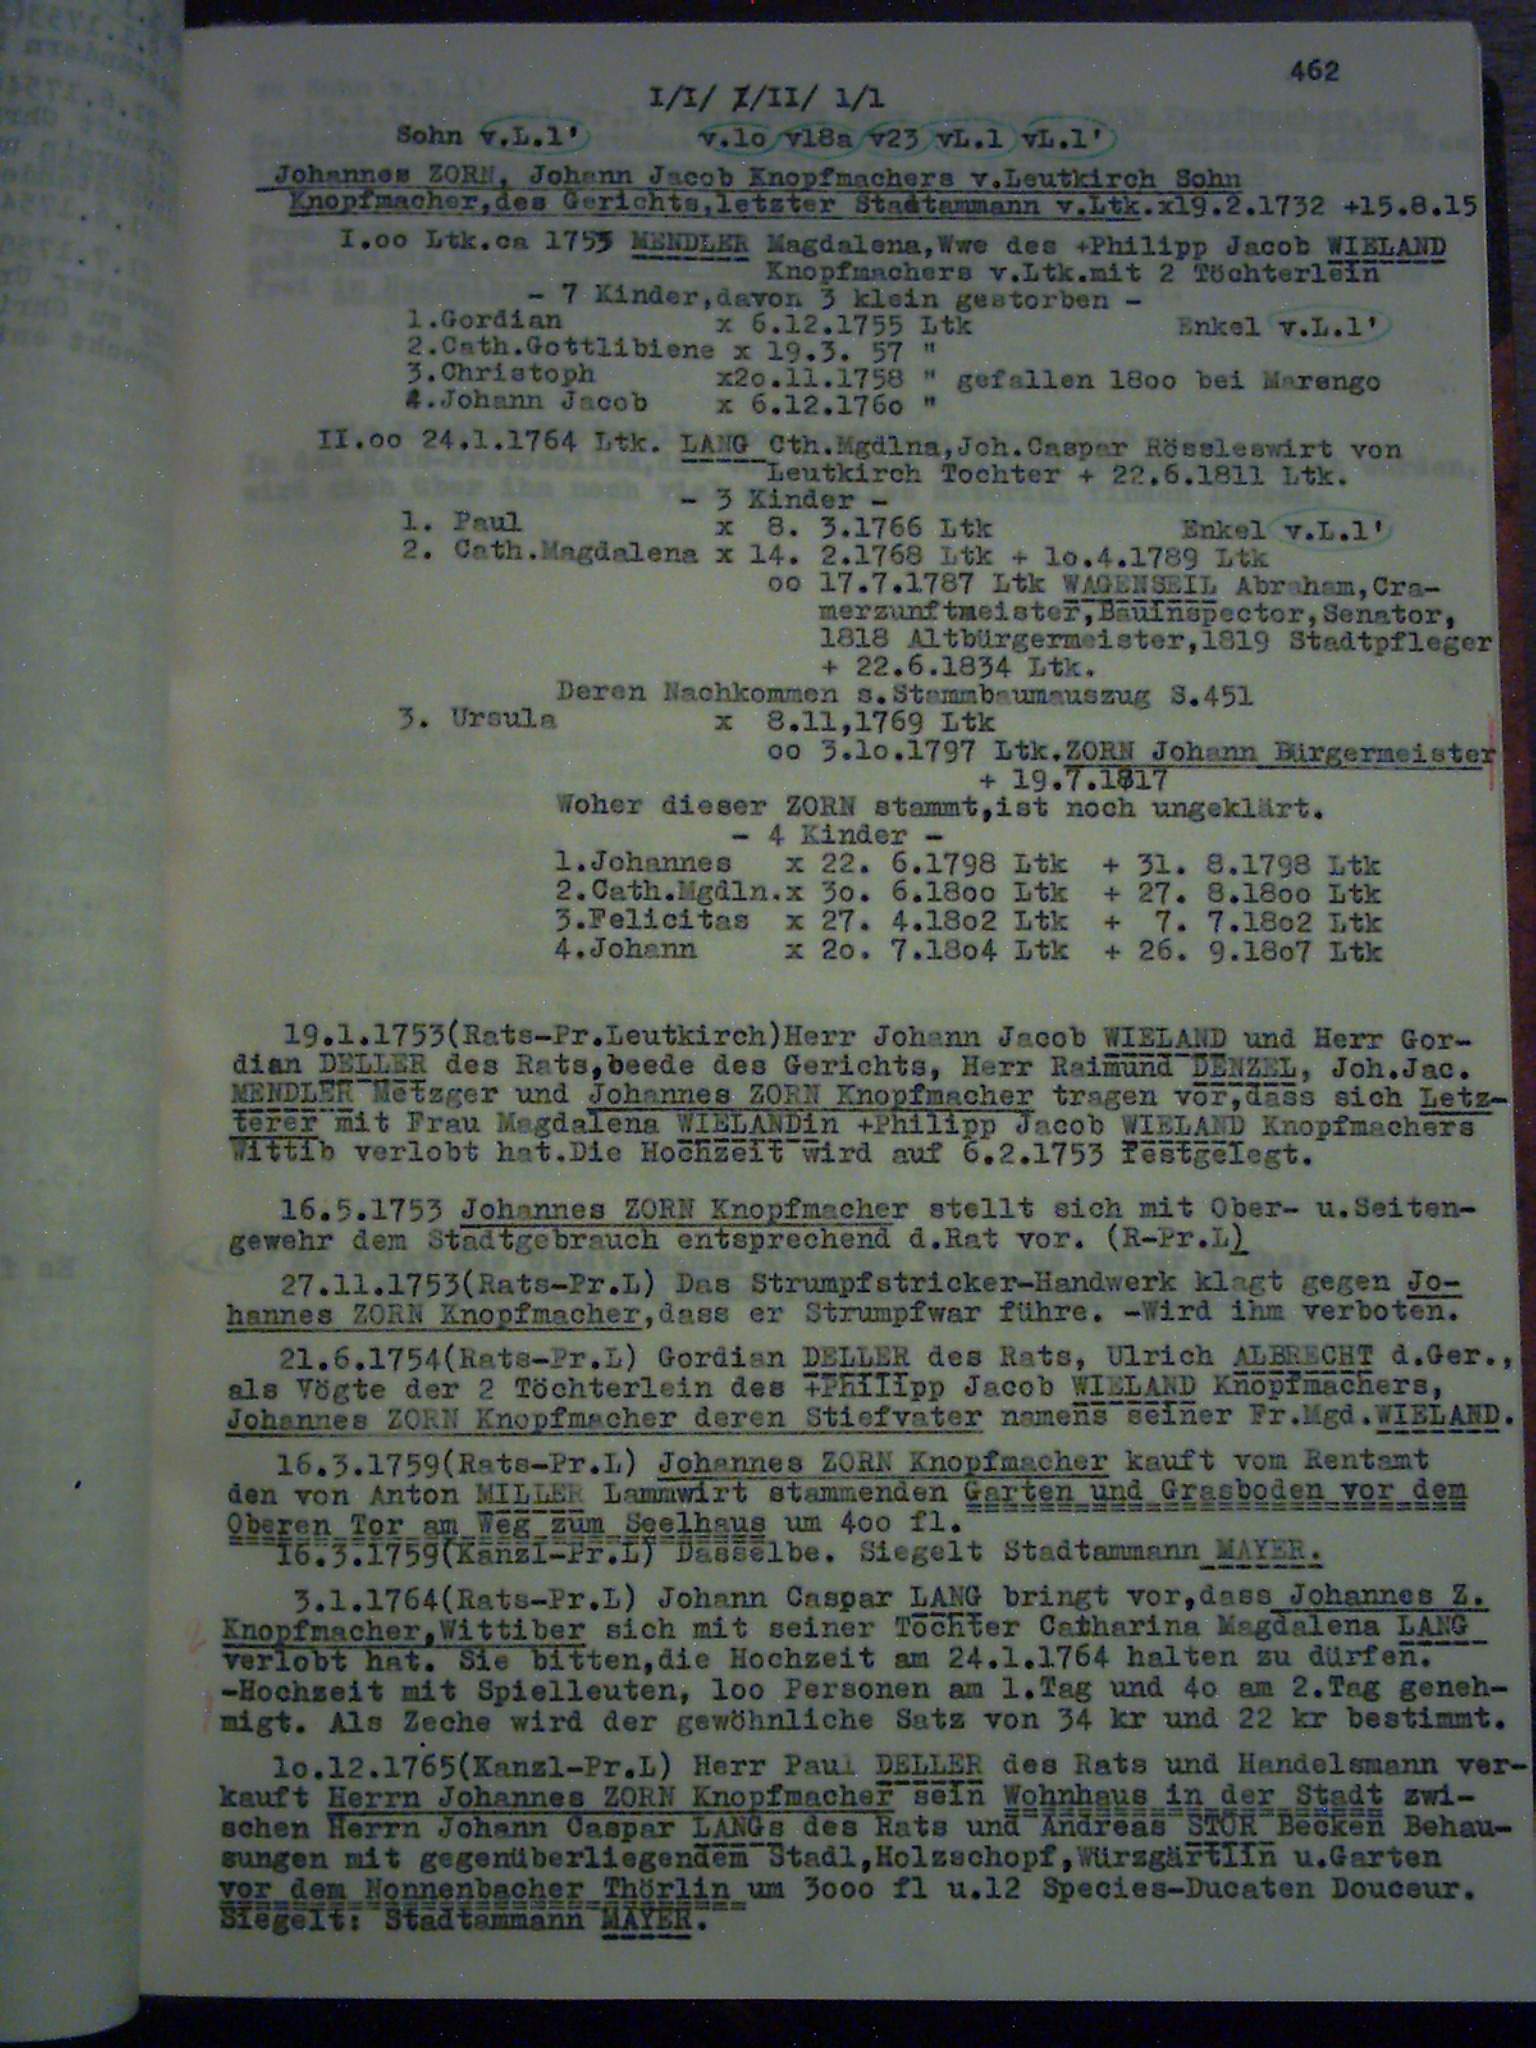 462
I/I/ I/II/ 1/1
Sohn v.L.1' v.1o v18a v23 vL.1 vL.1'
Johannes ZORN, Johann Jacob Knopfmachers v.Leutkirch Sohn
Knopfmacher,des Gerichts,letzter Stadtammann v.Ltk.x19.2.1732 +15.8.15
I.oo Ltk.ca 1753 MENDLER Magdalena,Wwe des +Philipp Jacob WIELAND
Knopfmachers v.Ltk.mit 2 Töchterlein
- 7 Kinder,davon 3 klein gestorben -
1.Gordian x 6.12.1755 Ltk Enkel v.L.1'
2.Cath.Gottlibiene x 19.3. 57 "
3.Christoph x2o.11.1758 " gefallen 18oo bei Marengo
4.Johann Jacob x 6.12.176o "
II.oo 24.1.1764 Ltk. LANG Cth.Mgdlna,Joh.Caspar Rössleswirt von
Leutkirch Tochter + 22.6.1811 Ltk.
- 3 Kinder -
1. Paul x 8. 3.1766 Ltk Enkel v.L.1'
2. Cath.Magdalena x 14. 2.1768 Ltk + 1o.4.1789 Ltk
oo 17.7.1787 Ltk WAGENSEIL Abraham,Cra-
merzunftmeister,Bauinspector,Senator,
1818 Altbürgermeister,1819 Stadtpfleger
+ 22.6.1834 Ltk.
Deren Nachkommen s.Stammbaumauszug S.451
3. Ursula x 8.11,1769 Ltk
oo 3.1o.1797 Ltk.ZORN Johann Bürgermeister
+ 19.7.1817
Woher dieser ZORN stammt,ist noch ungeklärt.
- 4 Kinder -
1.Johannes x 22. 6.1798 Ltk + 31. 8.1798 Ltk
2.Cath.Mgdln.x 3o. 6.18oo Ltk + 27. 8.18oo Ltk
3.Felicitas x 27. 4.18o2 Ltk + 7. 7.18o2 Ltk
4.Johann x 2o. 7.18o4 Ltk + 26. 9.18o7 Ltk
19.1.1753(Rats-Pr.Leutkirch)Herr Johann Jacob WIELAND und Herr Gor-
dian DELLER des Rats,beede des Gerichts, Herr Raimund DENZEL, Joh.Jac.
MENDLER Metzger und Johannes ZORN Knopfmacher tragen vor,dass sich Letz-
terer mit Frau Magdalena WIELANDin +Philipp Jacob WIELAND Knopfmachers
Wittib verlobt hat.Die Hochzeit wird auf 6.2.1753 festgelegt.
16.5.1753 Johannes ZORN Knopfmacher stellt sich mit Ober- u.Seiten-
gewehr dem Stadtgebrauch entsprechend d.Rat vor. (R-Pr.L)
27.11.1753(Rats-Pr.L) Das Strumpfstricker-Handwerk klagt gegen Jo-
hannes ZORN Knopfmacher,dass er Strumpfwar führe. -Wird ihm verboten.
21.6.1754(Rats-Pr.L) Gordian DELLER des Rats, Ulrich ALBRECHT d.Ger.,
als Vögte der 2 Töchterlein des +Philipp Jacob WIELAND Knopfmachers,
Johannes ZORN Knopfmacher deren Stiefvater namens seiner Fr.Mgd.WIELAND.
16.3.1759(Rats-Pr.L) Johannes ZORN Knopfmacher kauft vom Rentamt
den von Anton MILLER Lammwirt stammenden Garten und Grasboden vor dem
Oberen Tor am Weg zum Seelhaus um 4oo fl.
16.3.1759(Kanzl-Pr.L) Dasselbe. Siegelt Stadtammann MAYER.
3.1.1764(Rats-Pr.L) Johann Caspar LANG bringt vor,dass Johannes Z.
Knopfmacher,Wittiber sich mit seiner Tochter Catharina Magdalena LANG
verlobt hat. Sie bitten,die Hochzeit am 24.1.1764 halten zu dürfen.
-Hochzeit mit Spielleuten, 1oo Personen am 1.Tag und 4o am 2.Tag geneh-
migt. Als Zeche wird der gewöhnliche Satz von 34 kr und 22 kr bestimmt.
1o.12.1765(Kanzl-Pr.L) Herr Paul DELLER des Rats und Handelsmann ver-
kauft Herrn Johannes ZORN Knopfmacher sein Wohnhaus in der Stadt zwi-
schen Herrn Johann Caspar LANGs des Rats und Andreas STÖR Becken Behau-
sungen mit gegenüberliegendem Stadl,Holzschopf,Würzgärtlin u.Garten
vor dem Nonnenbacher Thörlin um 3ooo fl u.12 Species-Ducaten Douceur.
Siegelt: Stadtammann MAYER.